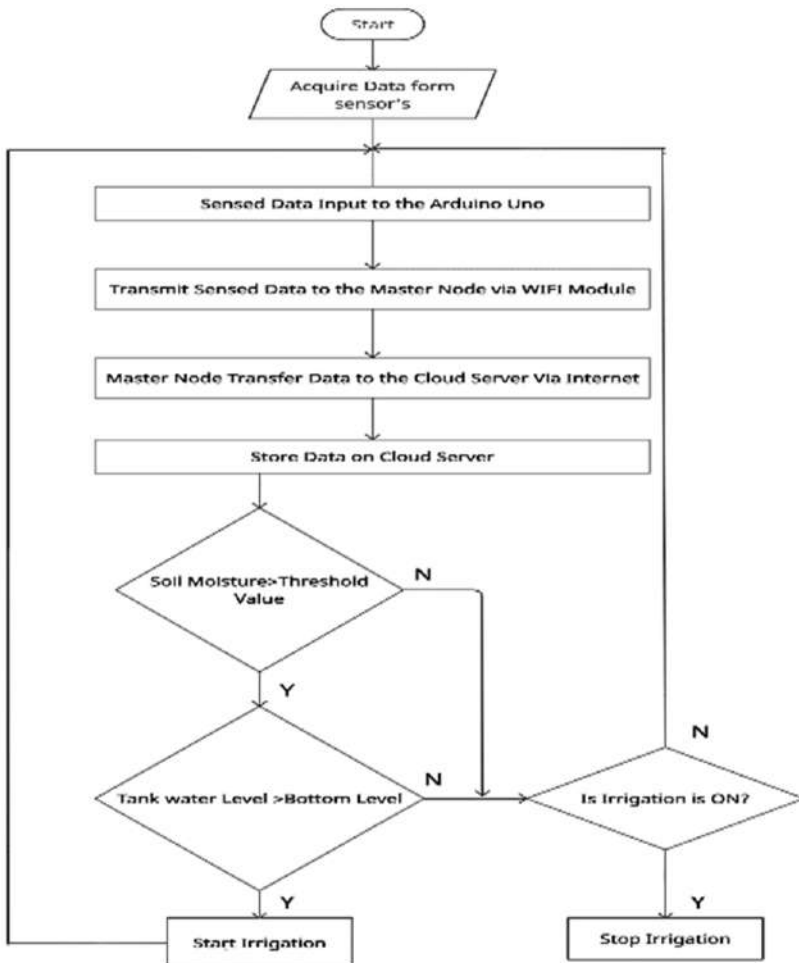 Start
Acquire Data form
sensor's
Sensed Data Input to the Arduino Uno
Transmit Sensed Data to the Master Node via WIFI Module
Master Node Transfer Data to the Cloud Server Via Internet
Store Data on Cloud Server
Soil Moisture>Threshold
Value
N
Y
Tank water Level >Bottom Level
N
Y
Start Irrigation
Is Irrigation is ON?
N
Y
Stop Irrigation